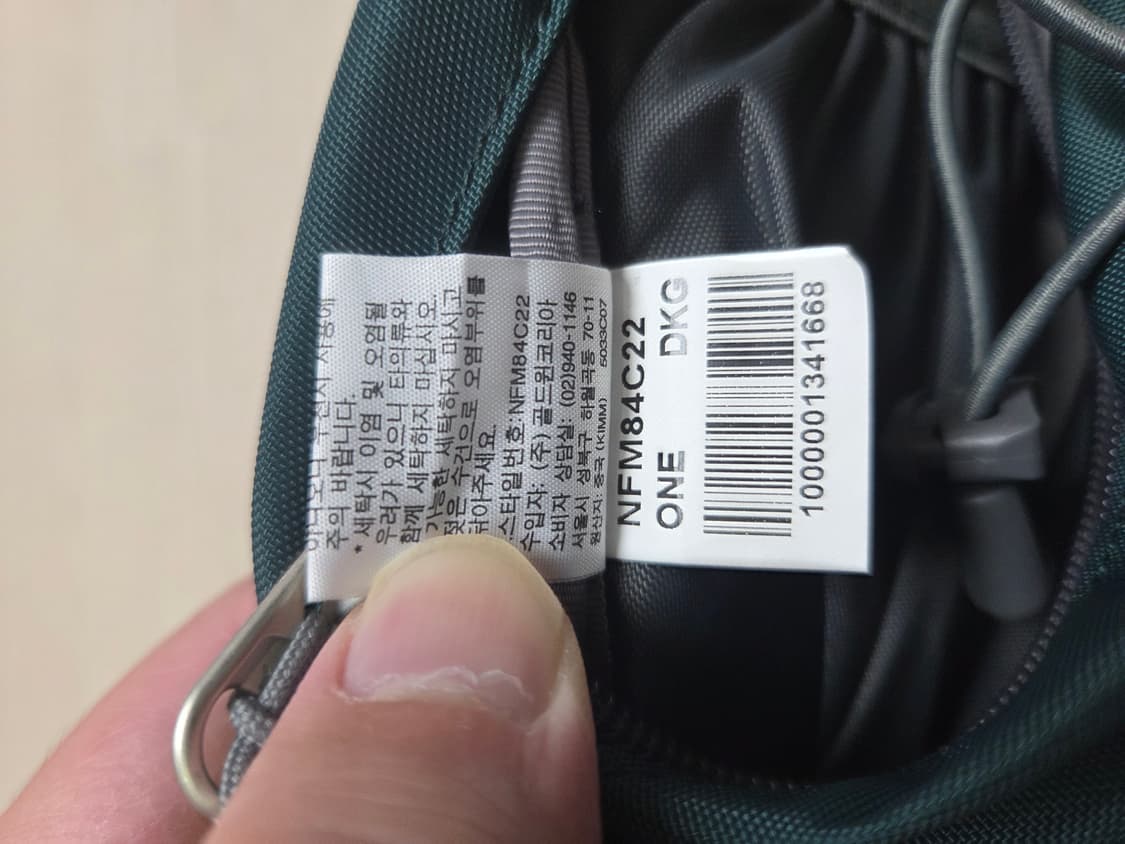 주의 바랍니다.
* 세탁시 이염 및 오염될
우려가 있으니 타의류와
함께 세탁하지 마십시오.
가능한 세탁하지 마시고
젖은 수건으로 오염부위를
닦아주세요.
스타일번호:NFM84C22
수입자: (주) 골드윈코리아
소비자 상담실: (02)940-1146
서울시 성북구 하월곡동 70-11
원산지: 중국 (KIMM) 5033C07
NFM84C22
ONE DKG
1000001341668